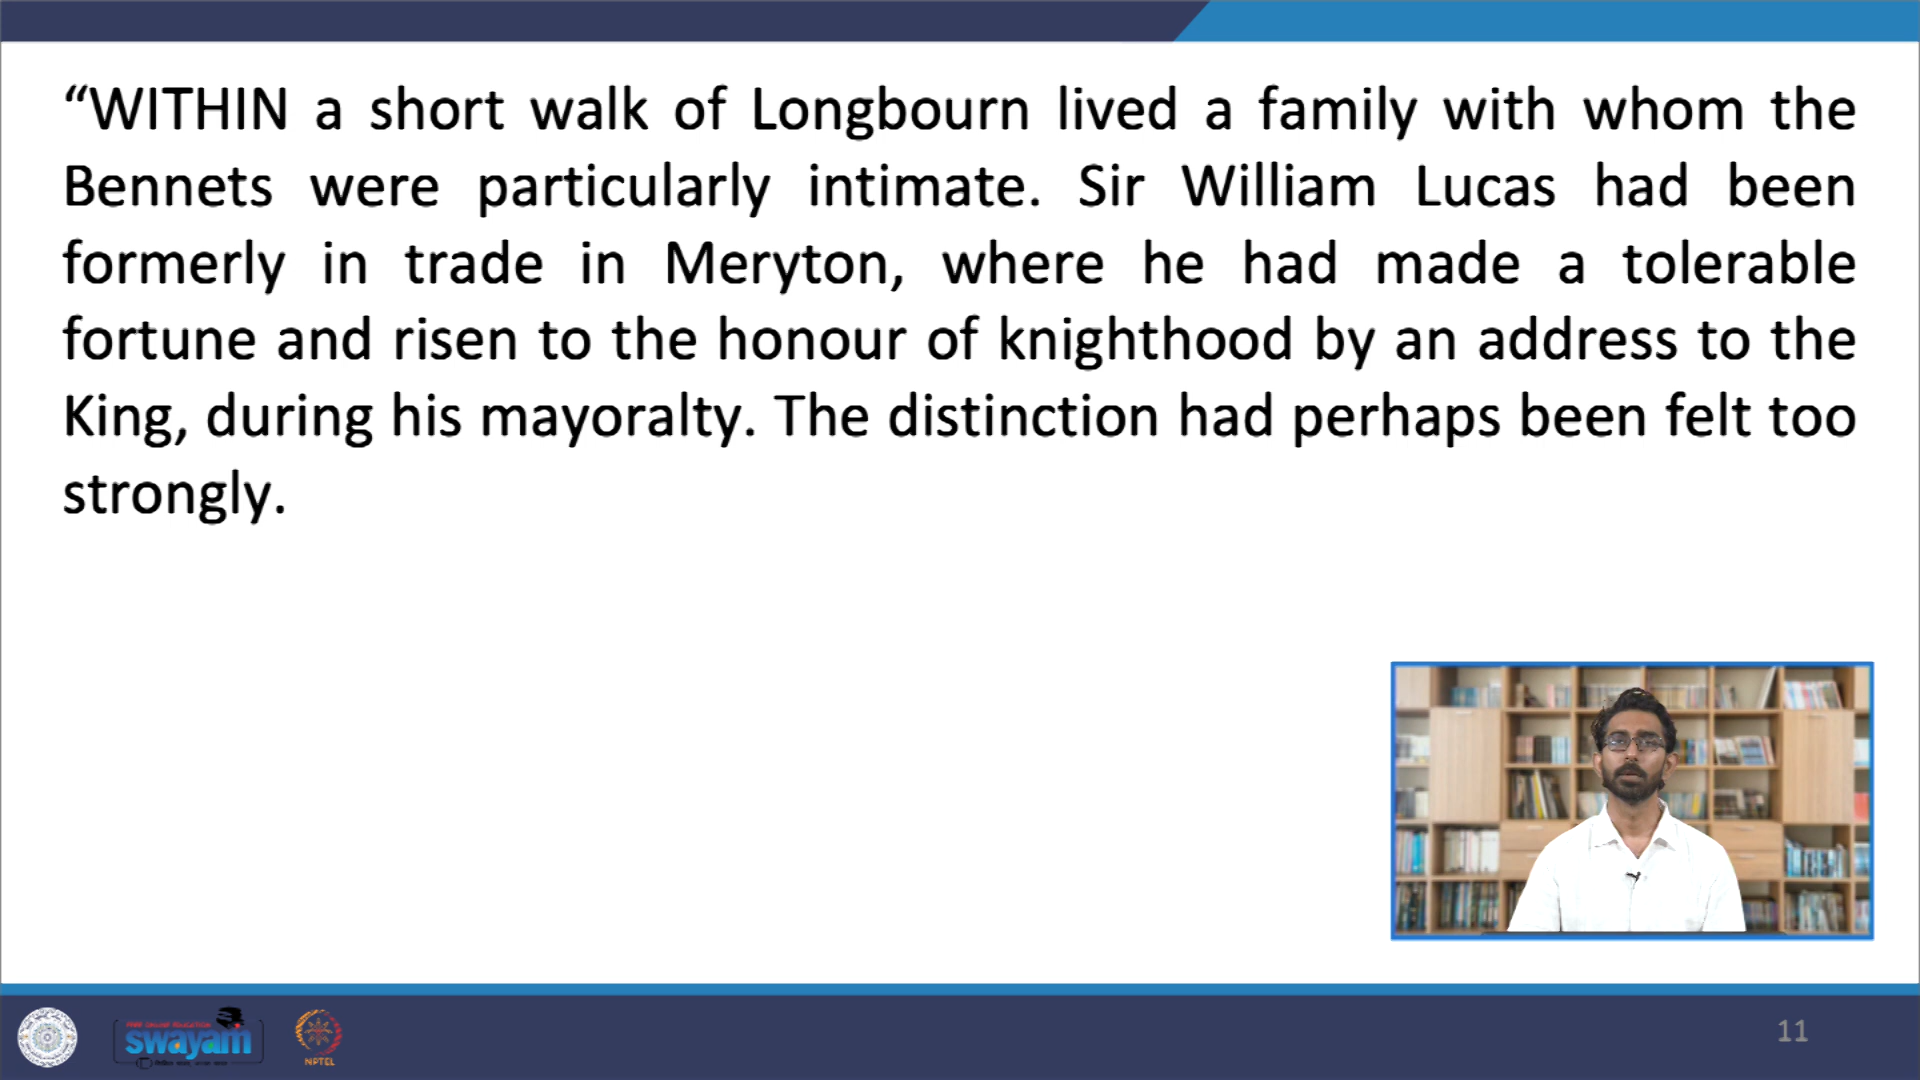 “WITHIN a short walk of Longbourn lived a family with whom the
Bennets were particularly intimate. Sir William Lucas had been
formerly in trade in Meryton, where he had made a tolerable
fortune and risen to the honour of knighthood by an address to the
King, during his mayoralty. The distinction had perhaps been felt too
strongly.
FREE ONLINE EDUCATION
swayam
NPTEL
11